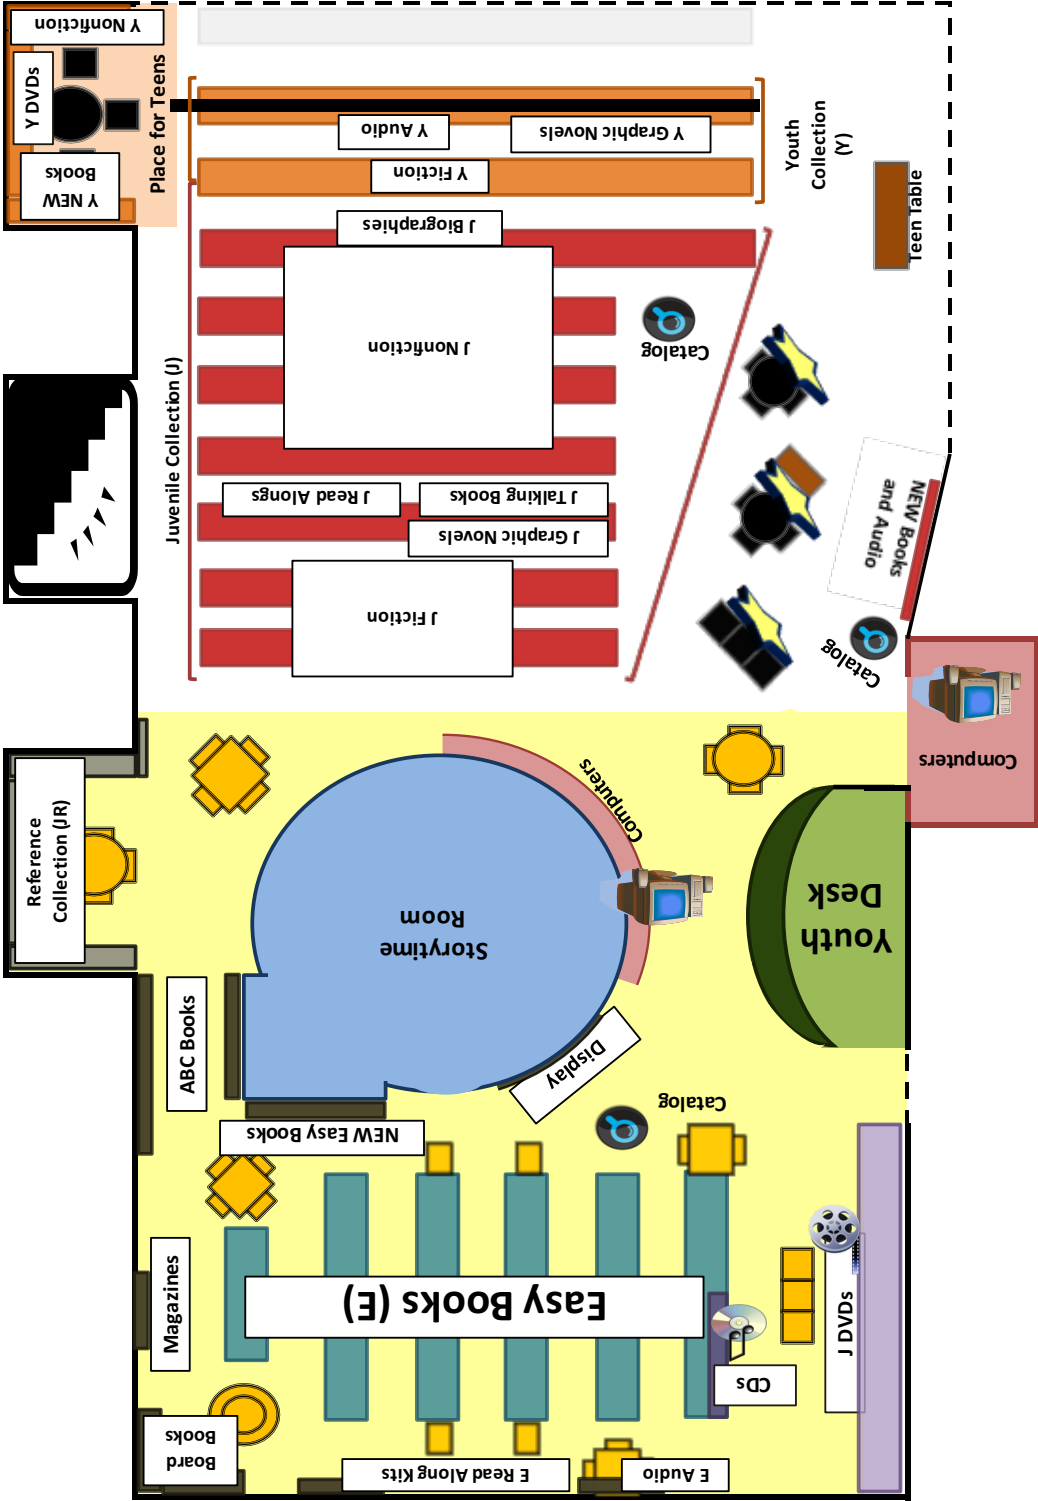 Y Nonfiction
Y DVDs
Y NEW
Books
Place for Teens
Y Audio
Y Graphic Novels
Y Fiction
Youth
Collection
(Y)
Teen Table
J Biographies
J Nonfiction
Catalog
Juvenile Collection (J)
J Read Alongs
J Talking Books
J Graphic Novels
J Fiction
NEW Books
and Audio
Catalog
Computers
Reference
Collection (JR)
Computers
Storytime
Room
Youth
Desk
ABC Books
Display
NEW Easy Books
Catalog
Magazines
Easy Books (E)
J DVDs
CDs
Board
Books
E Read Along Kits
E Audio